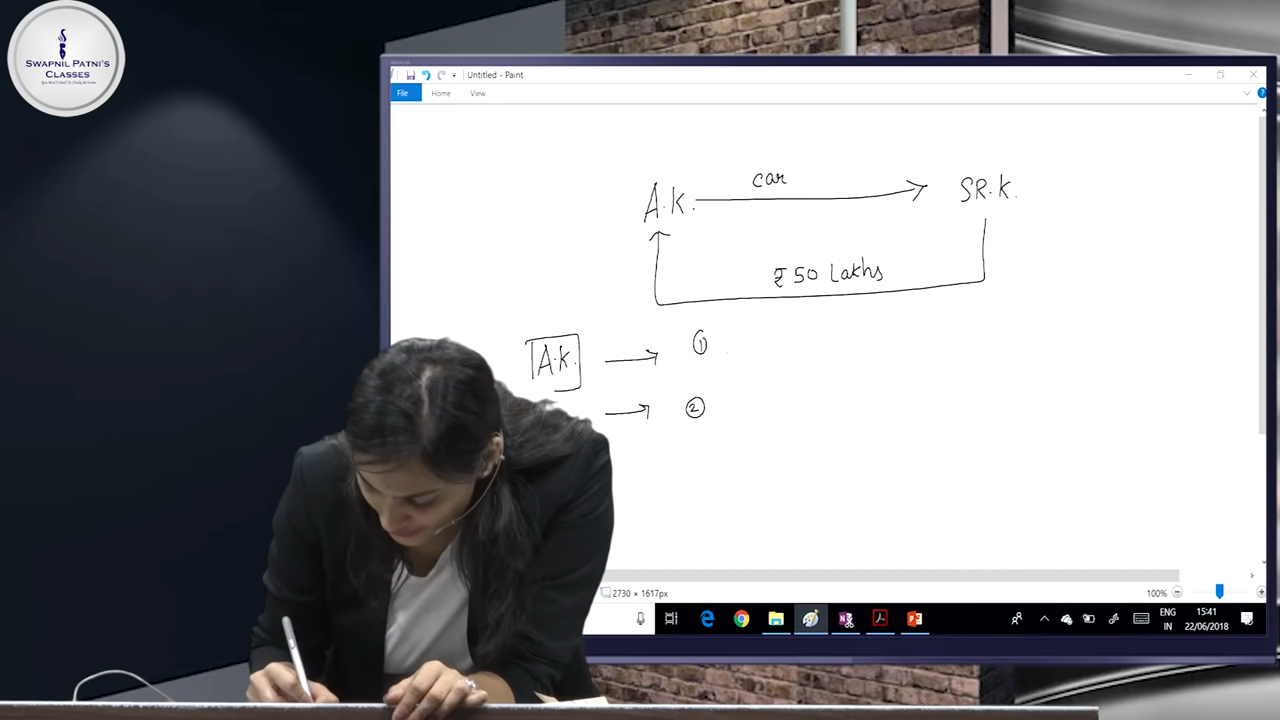 SWAPNIL PATNI'S
CLASSES
Untitled - Paint
File Home View
car
A.K. SR.K.
₹ 50 Lakhs
A.K. 1
2
2730 × 1617px 100%
ENG 15:41
IN 22/06/2018